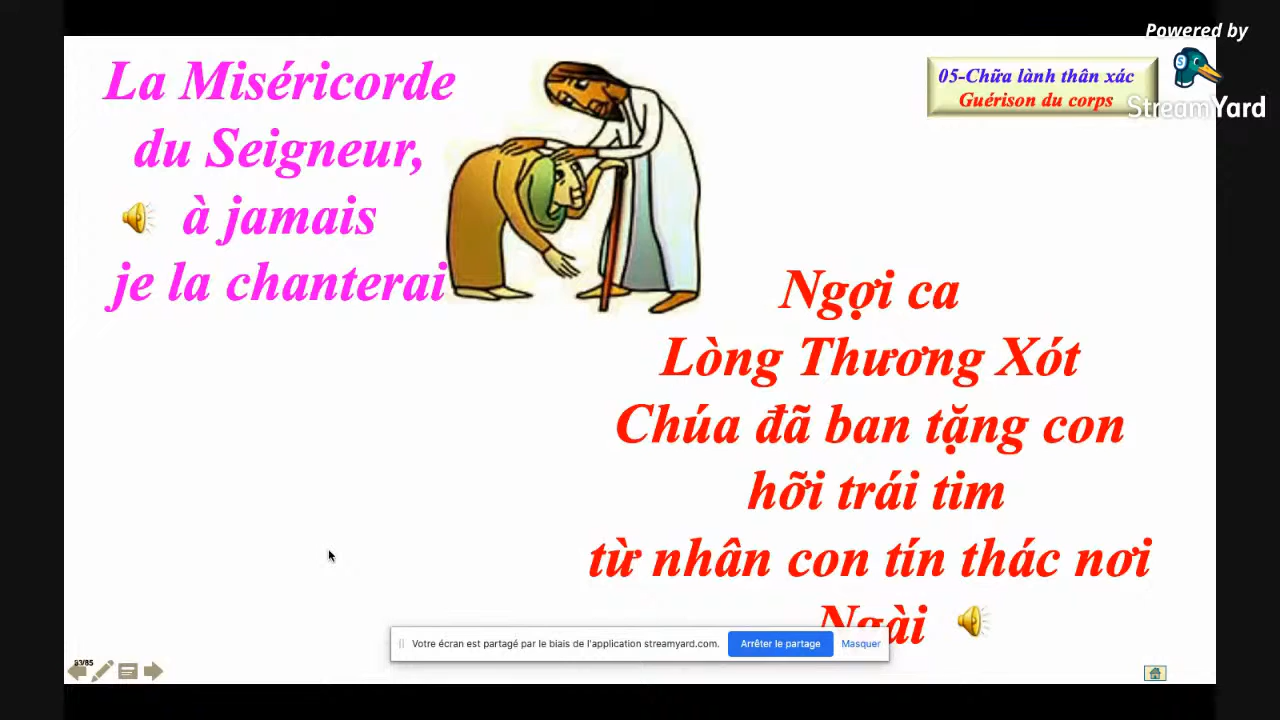 Powered by
StreamYard
La Miséricorde
du Seigneur,
à jamais
je la chanterai
05-Chữa lành thân xác
Guérison du corps
Ngợi ca
Lòng Thương Xót
Chúa đã ban tặng con
hỡi trái tim
từ nhân con tín thác nơi
Ngài
Votre écran est partagé par le biais de l'application streamyard.com.
Arrêter le partage
Masquer
83/85